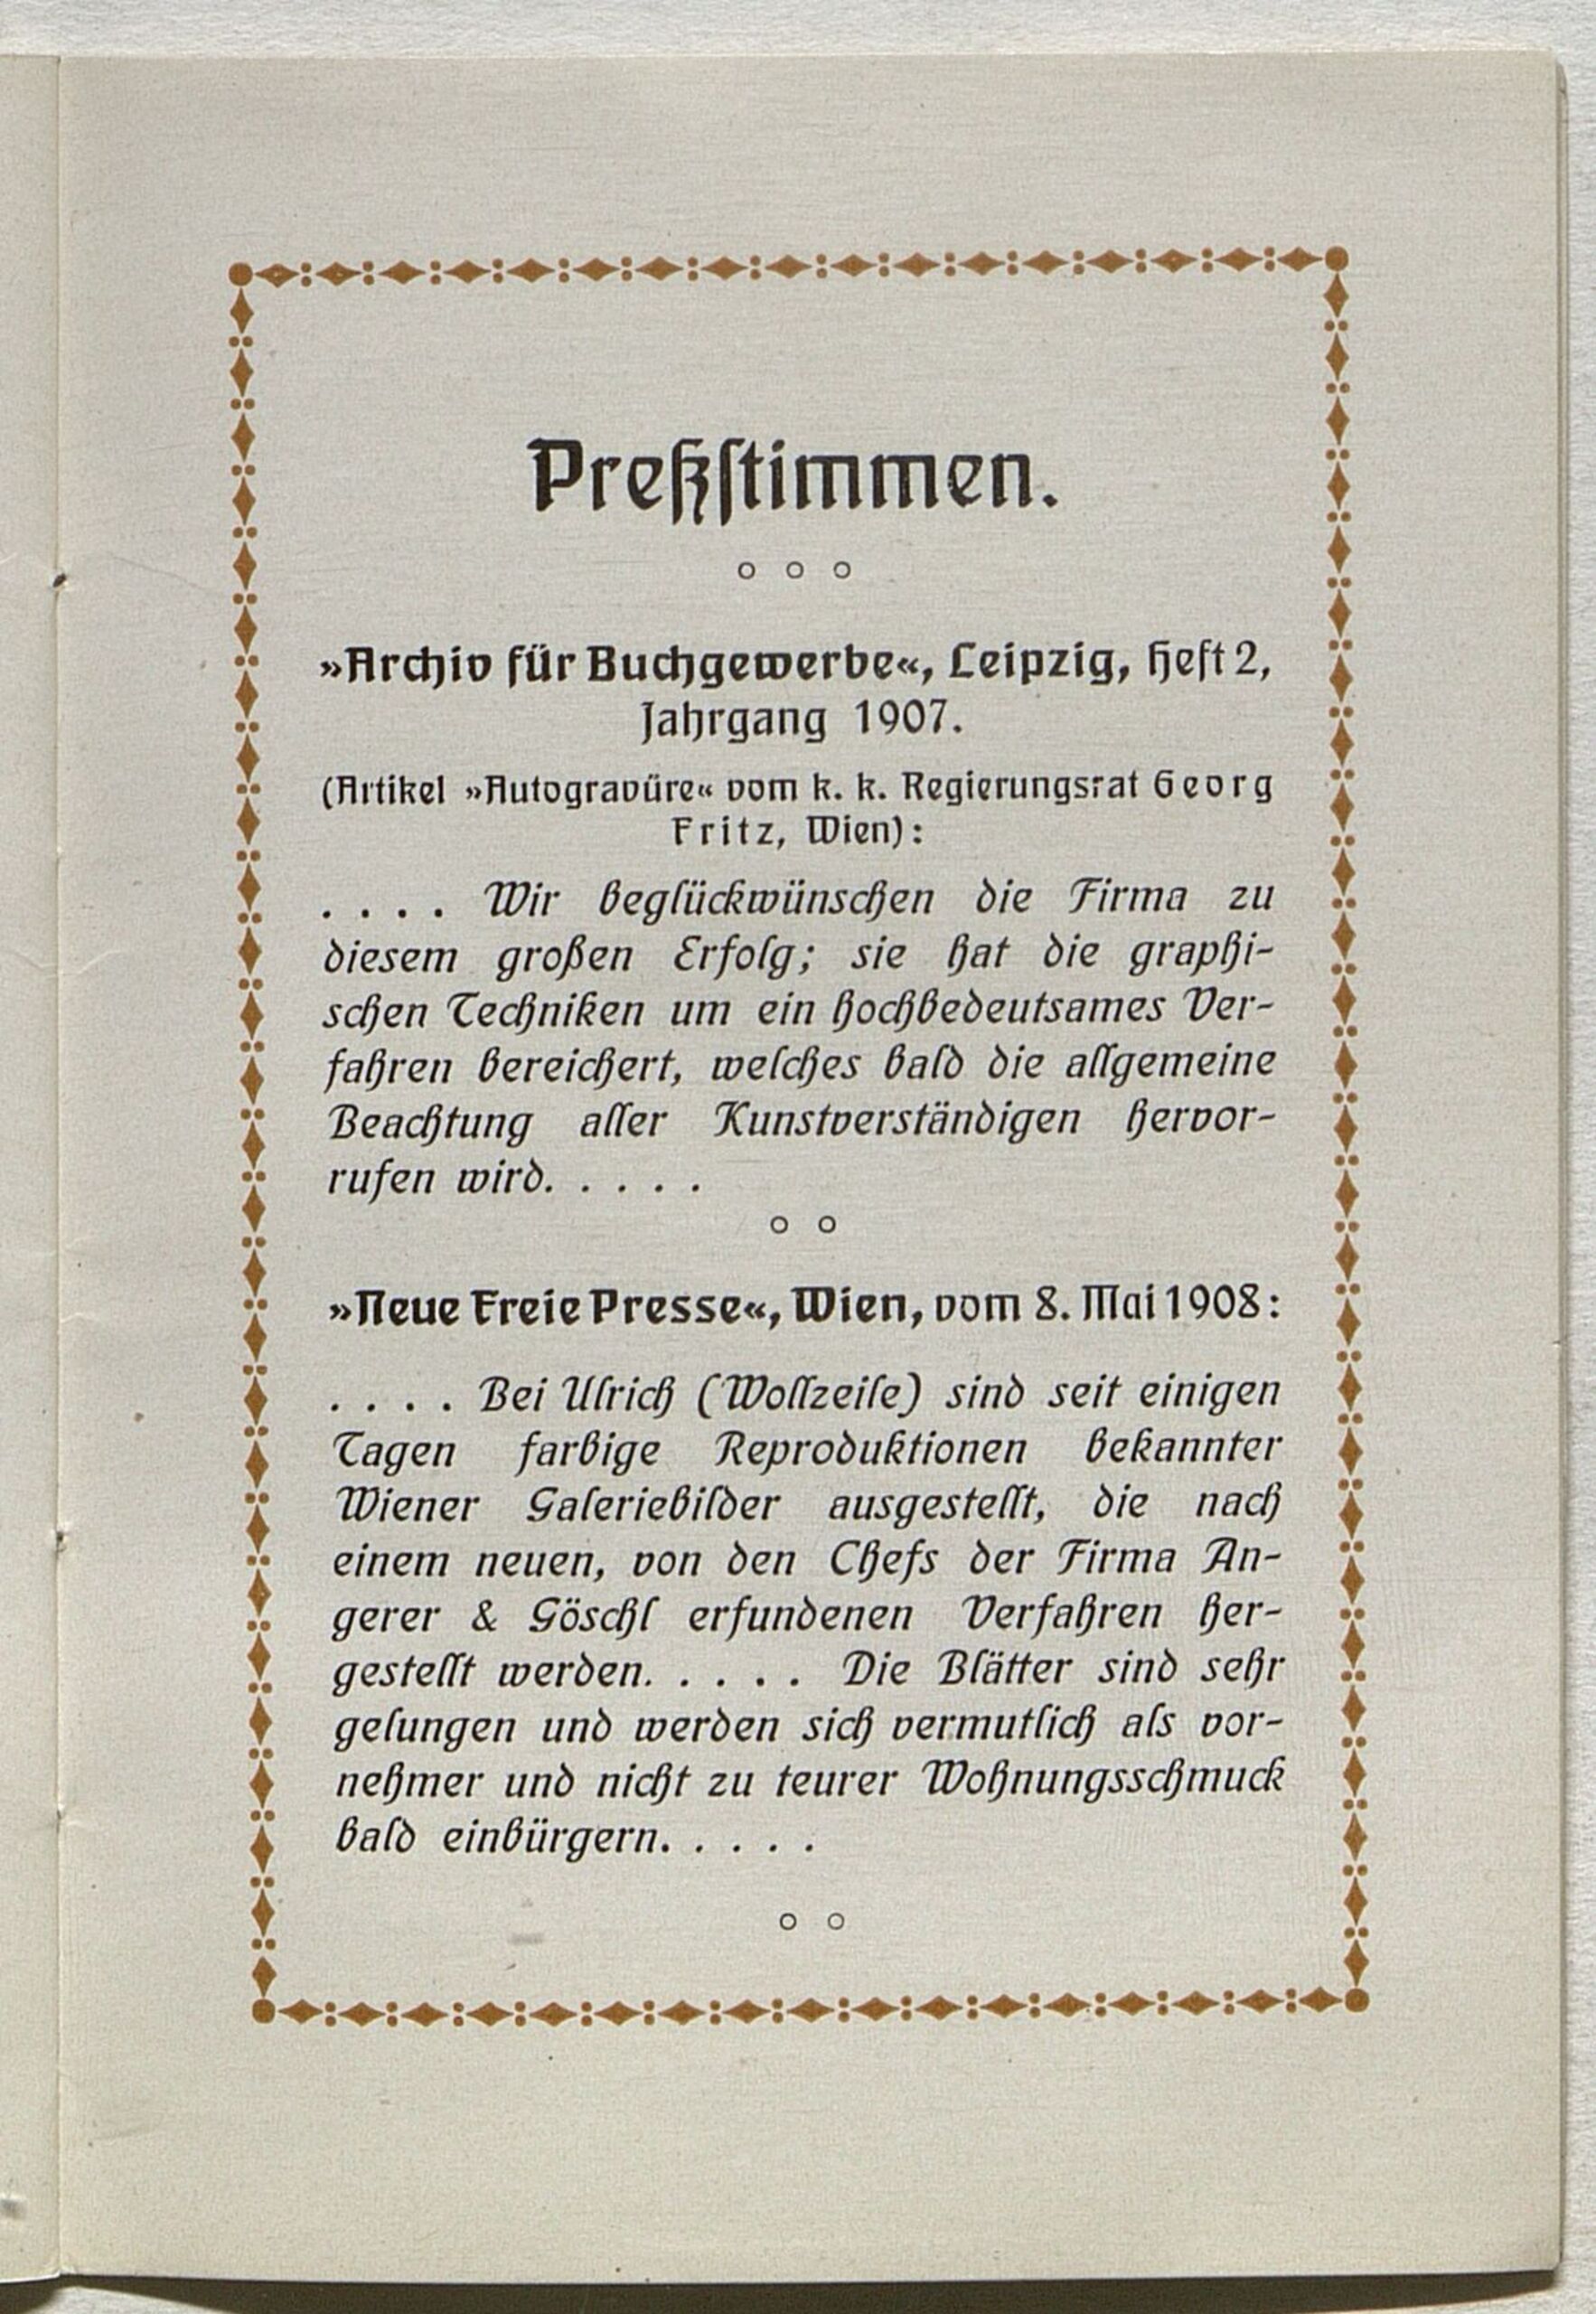 Preßstimmen.
»Archiv für Buchgewerbe«, Leipzig, Heft 2,
Jahrgang 1907.
(Artikel »Autogravüre« vom k. k. Regierungsrat Georg
Fritz, Wien):
. . . . Wir beglückwünschen die Firma zu
diesem großen Erfolg; sie hat die graphi-
schen Techniken um ein hochbedeutsames Ver-
fahren bereichert, welches bald die allgemeine
Beachtung aller Kunstverständigen hervor-
rufen wird. . . . .
»Neue Freie Presse«, Wien, vom 8. Mai 1908:
. . . . Bei Ulrich (Wollzeile) sind seit einigen
Tagen farbige Reproduktionen bekannter
Wiener Galeriebilder ausgestellt, die nach
einem neuen, von den Chefs der Firma An-
gerer & Göschl erfundenen Verfahren her-
gestellt werden. . . . . Die Blätter sind sehr
gelungen und werden sich vermutlich als vor-
nehmer und nicht zu teurer Wohnungsschmuck
bald einbürgern. . . . .